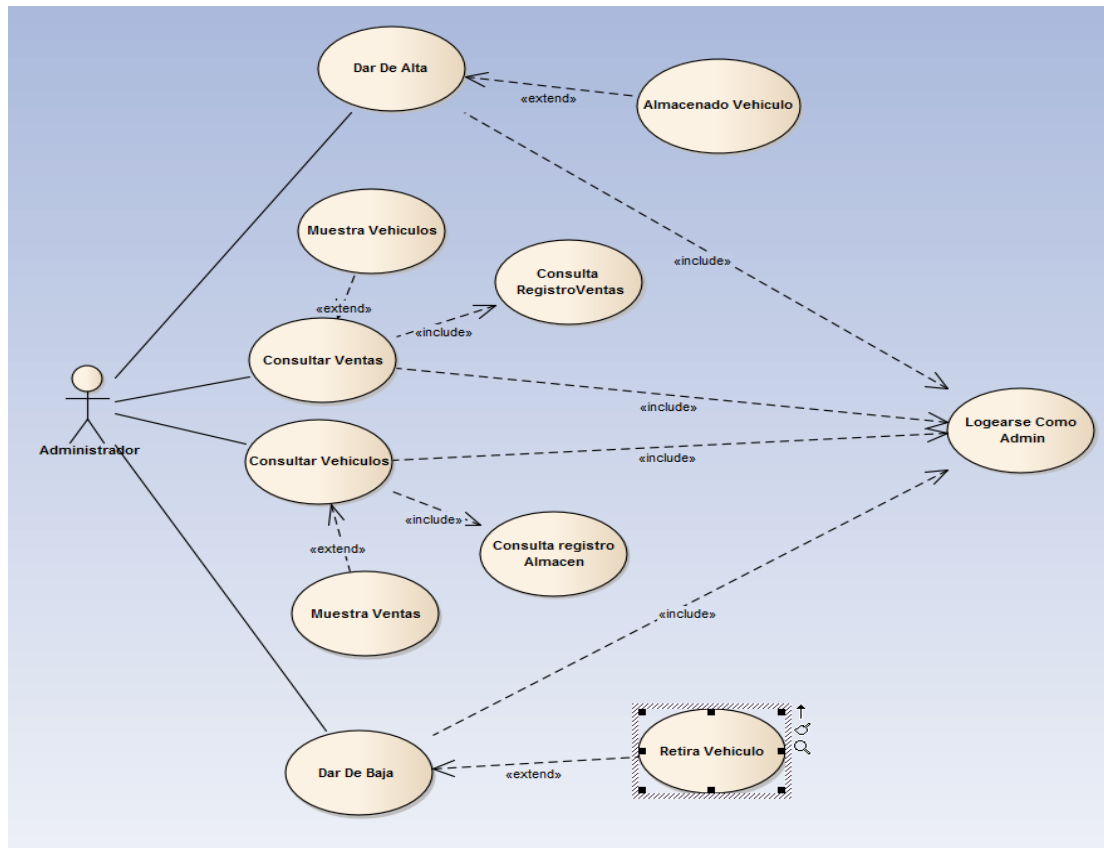 Dar De Alta
«extend»
Almacenado Vehiculo
Muestra Vehiculos
«include»
Consulta
RegistroVentas
«extend»
«include»
Consultar Ventas
«include»
Logearse Como
Admin
Administrador
Consultar Vehiculos
«include»
«include»
«extend»
Consulta registro
Almacen
Muestra Ventas
«include»
Retira Vehiculo
Dar De Baja
«extend»